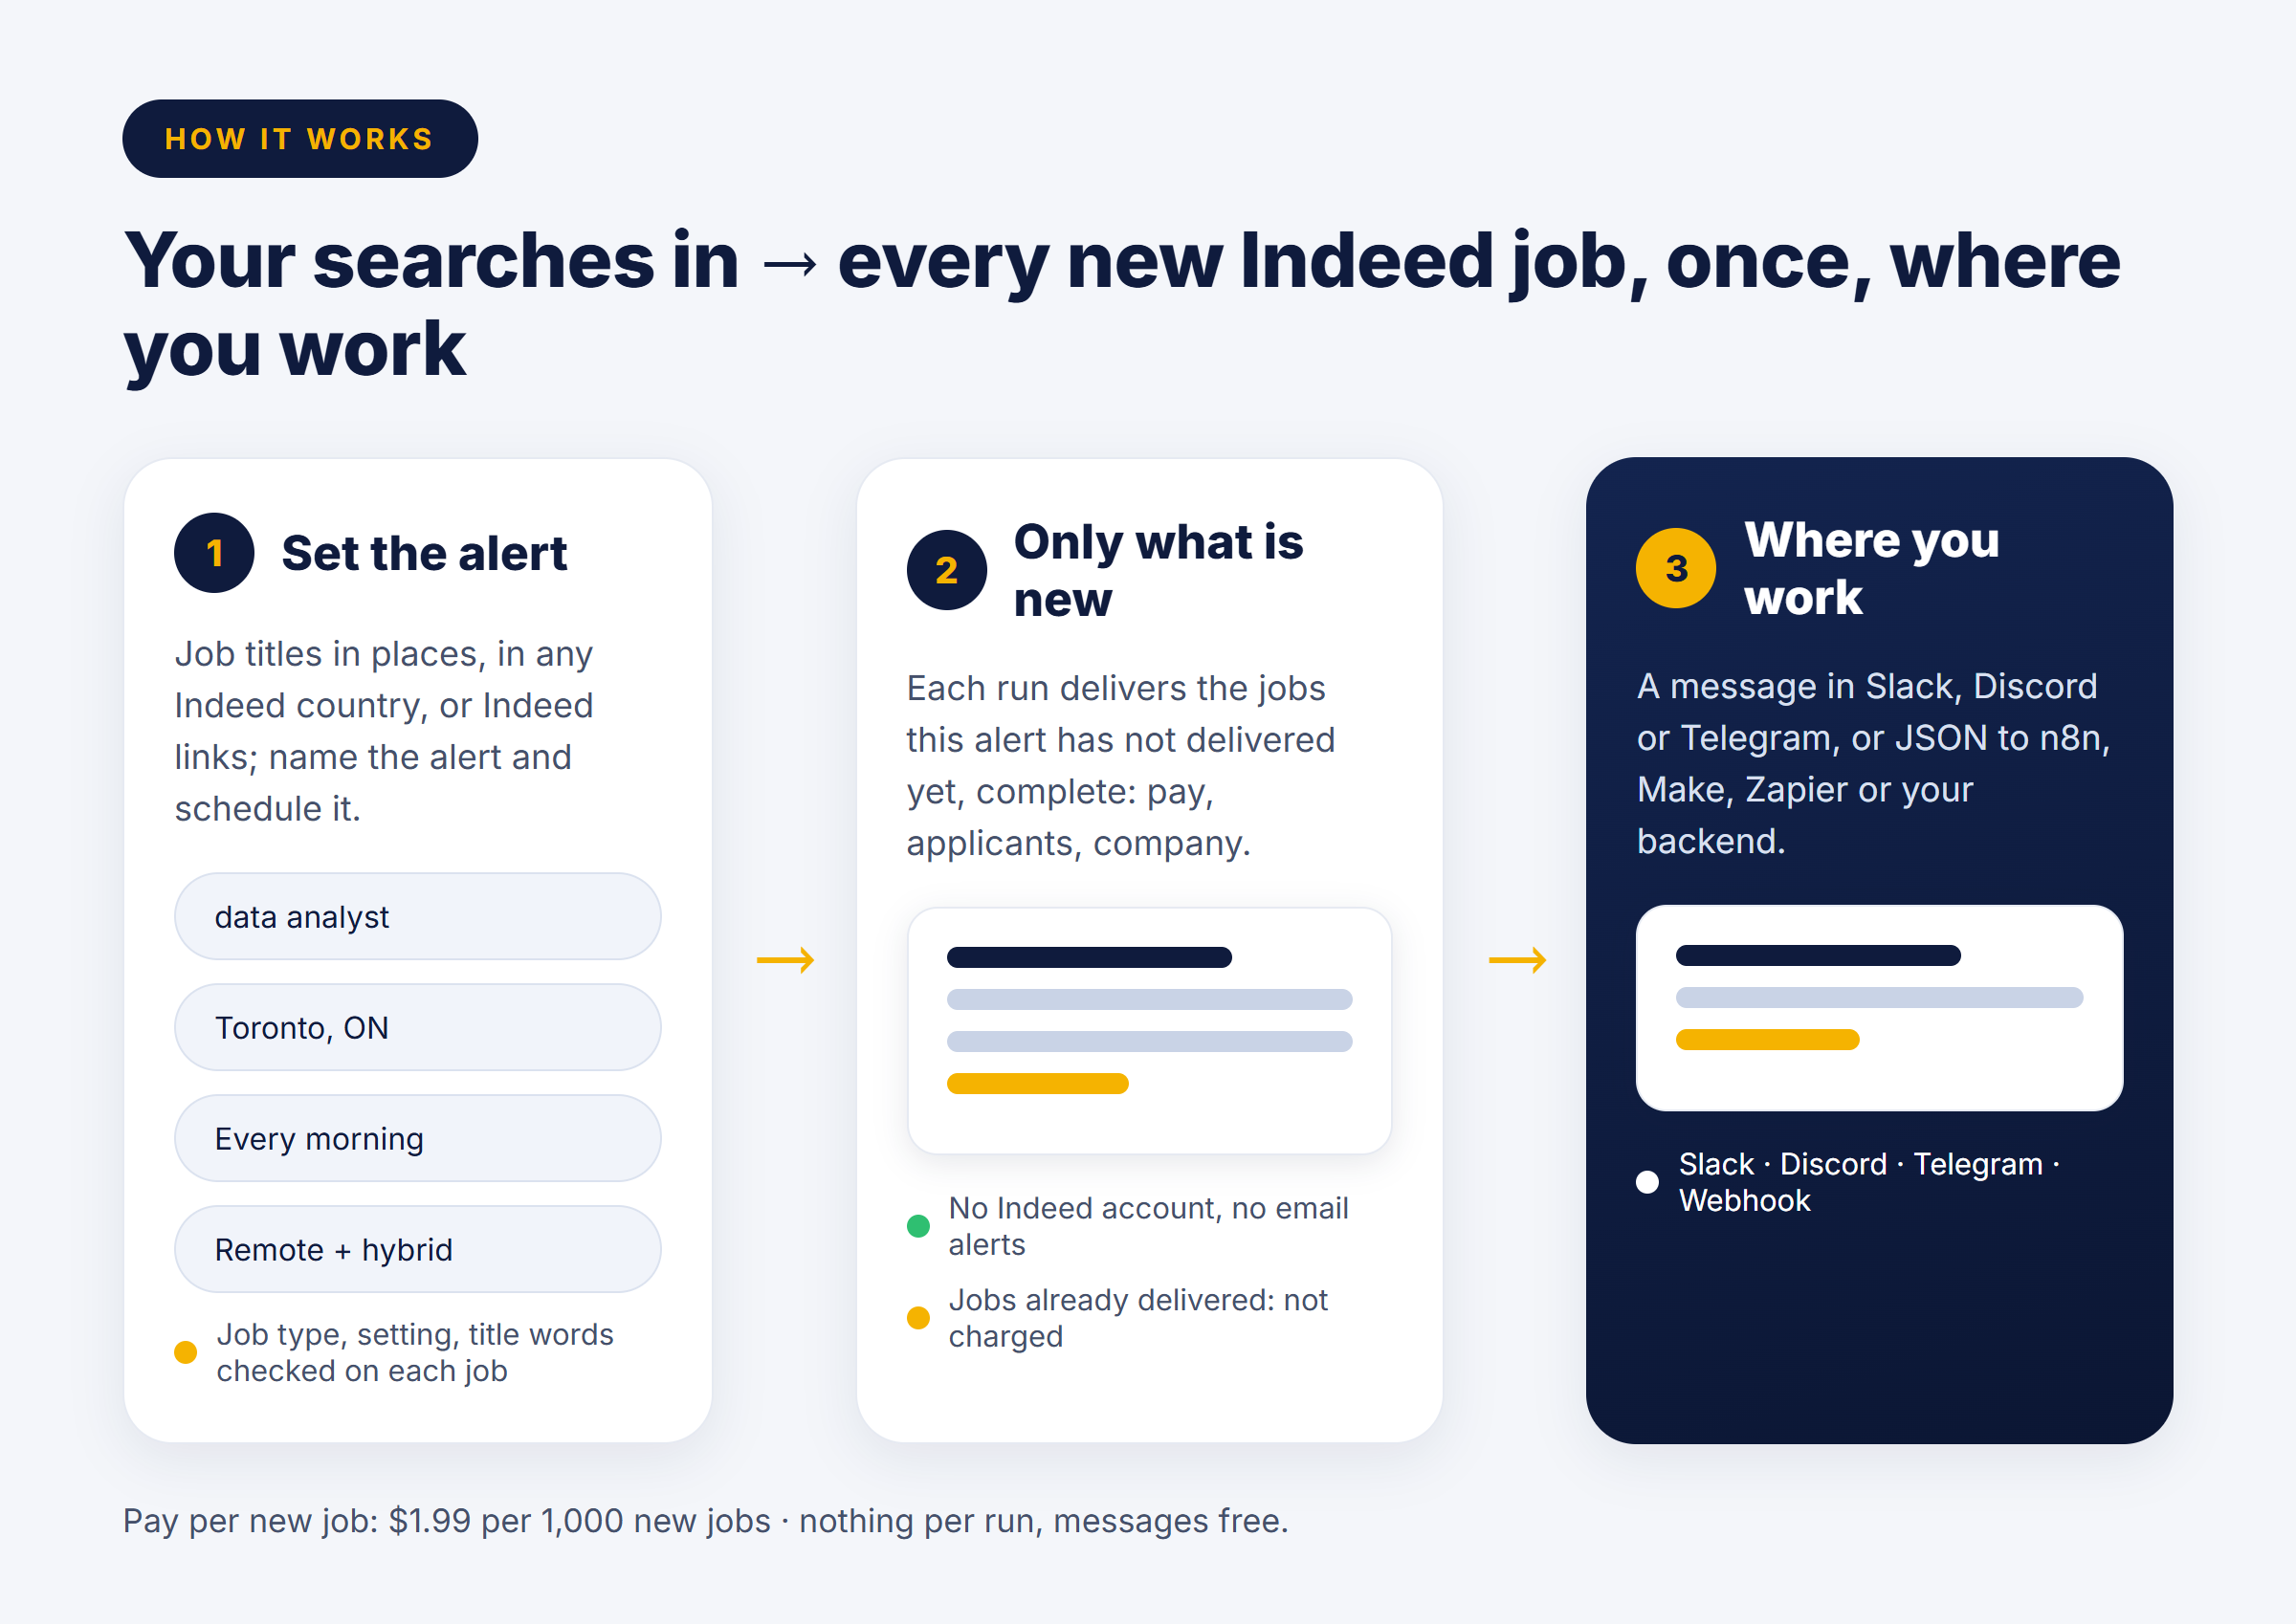 HOW IT WORKS
Your searches in → every new Indeed job, once, where
you work
1
Set the alert
Job titles in places, in any
Indeed country, or Indeed
links; name the alert and
schedule it.
data analyst
Toronto, ON
Every morning
Remote + hybrid
Job type, setting, title words
checked on each job
→
2
Only what is
new
Each run delivers the jobs
this alert has not delivered
yet, complete: pay,
applicants, company.
No Indeed account, no email
alerts
Jobs already delivered: not
charged
→
3
Where you
work
A message in Slack, Discord
or Telegram, or JSON to n8n,
Make, Zapier or your
backend.
Slack · Discord · Telegram ·
Webhook
Pay per new job: $1.99 per 1,000 new jobs · nothing per run, messages free.